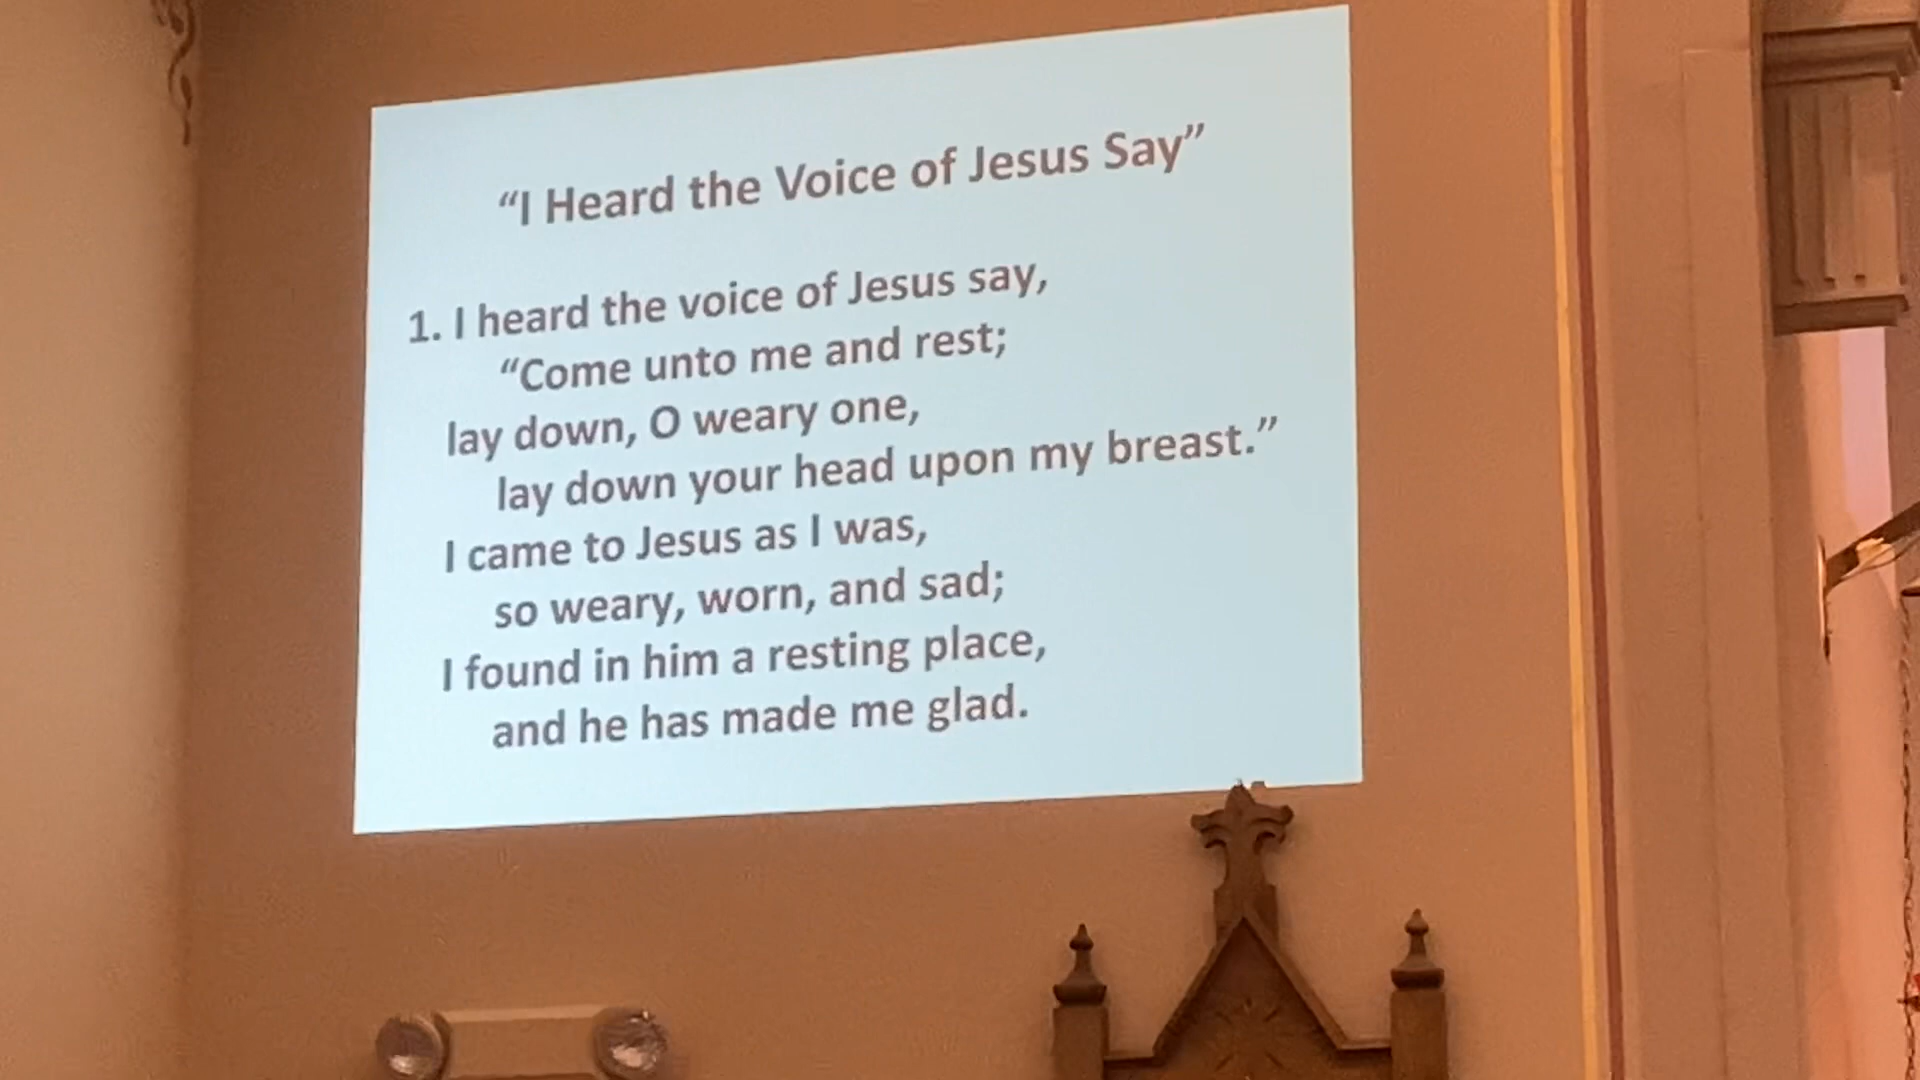 “I Heard the Voice of Jesus Say”
1. I heard the voice of Jesus say,
“Come unto me and rest;
lay down, O weary one,
lay down your head upon my breast.”
I came to Jesus as I was,
so weary, worn, and sad;
I found in him a resting place,
and he has made me glad.